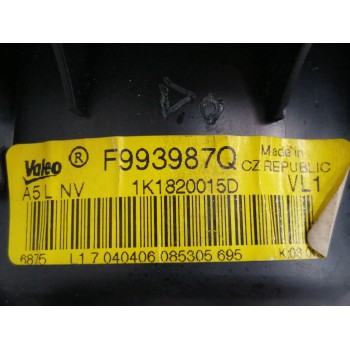 Valeo ® F993987Q Made in
CZ REPUBLIC
A5L NV 1K1820015D VL1
6875 L1 7 040406 085305 695